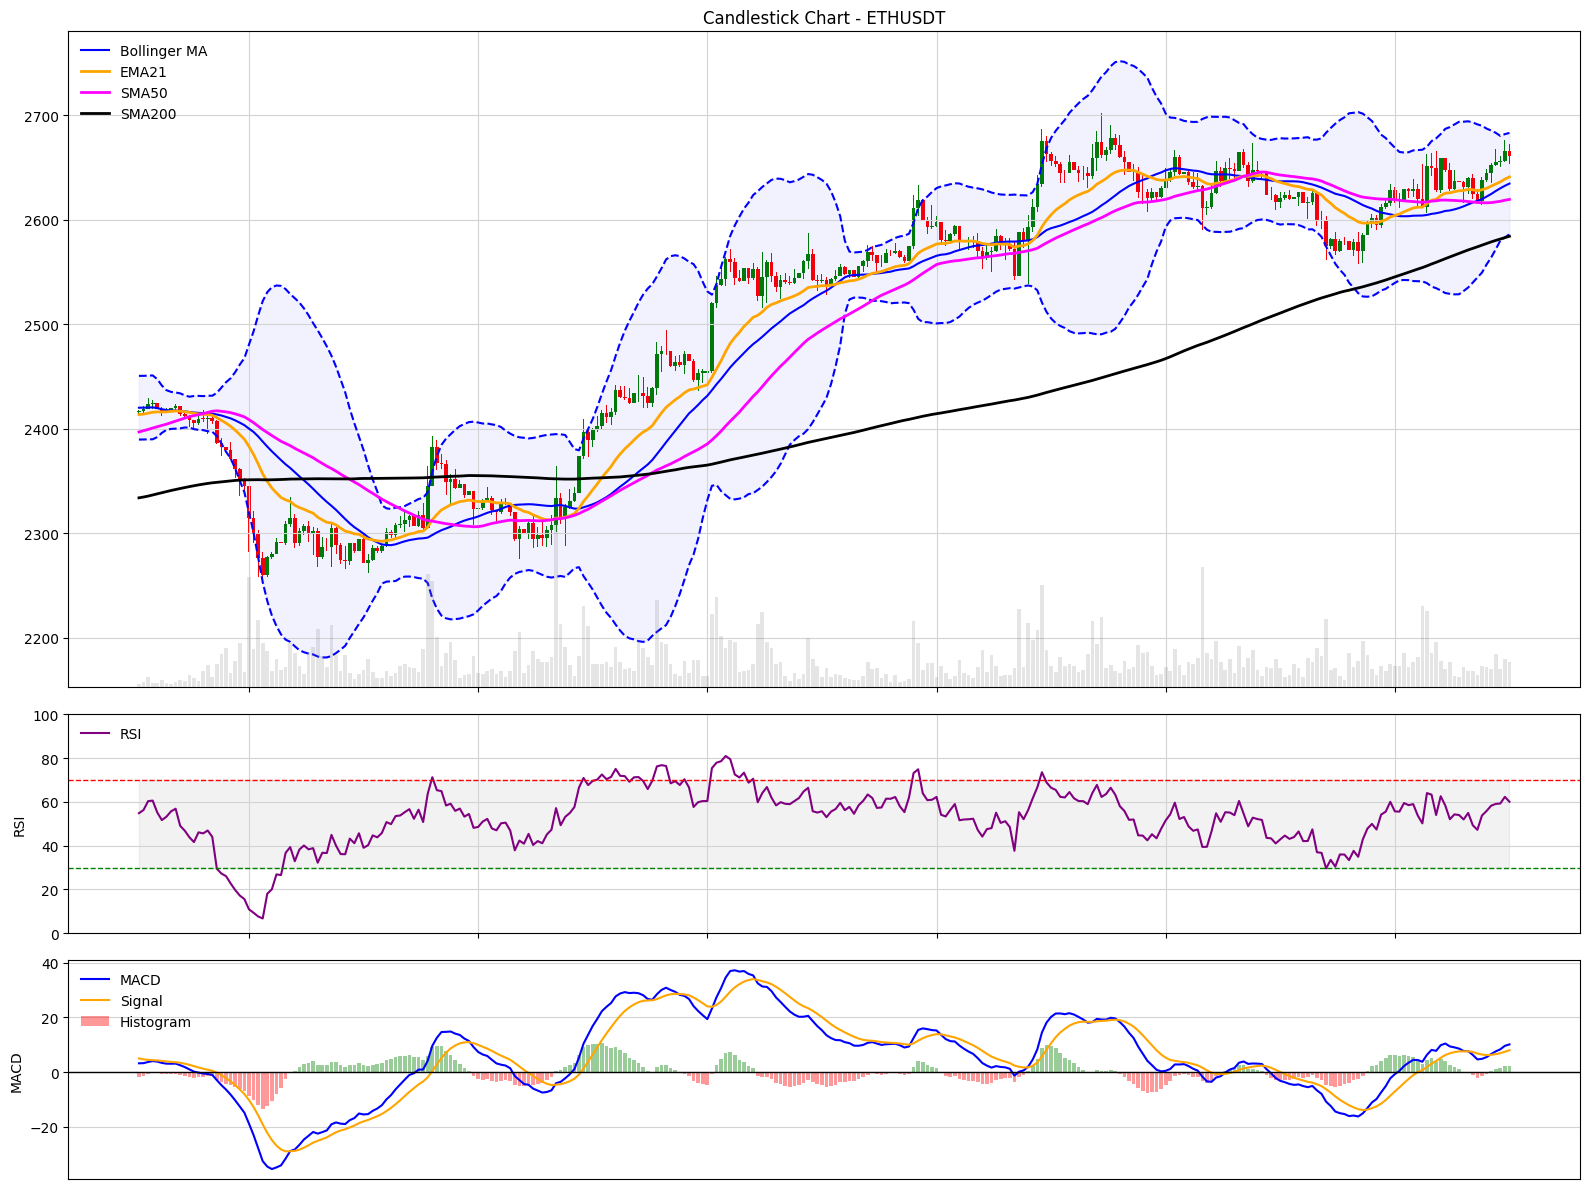 Candlestick Chart - ETHUSDT
Bollinger MA
EMA21
SMA50
SMA200
2700
2600
2500
2400
2300
2200
RSI
100
80
60
40
20
0
RSI
MACD
Signal
Histogram
40
20
0
−20
MACD